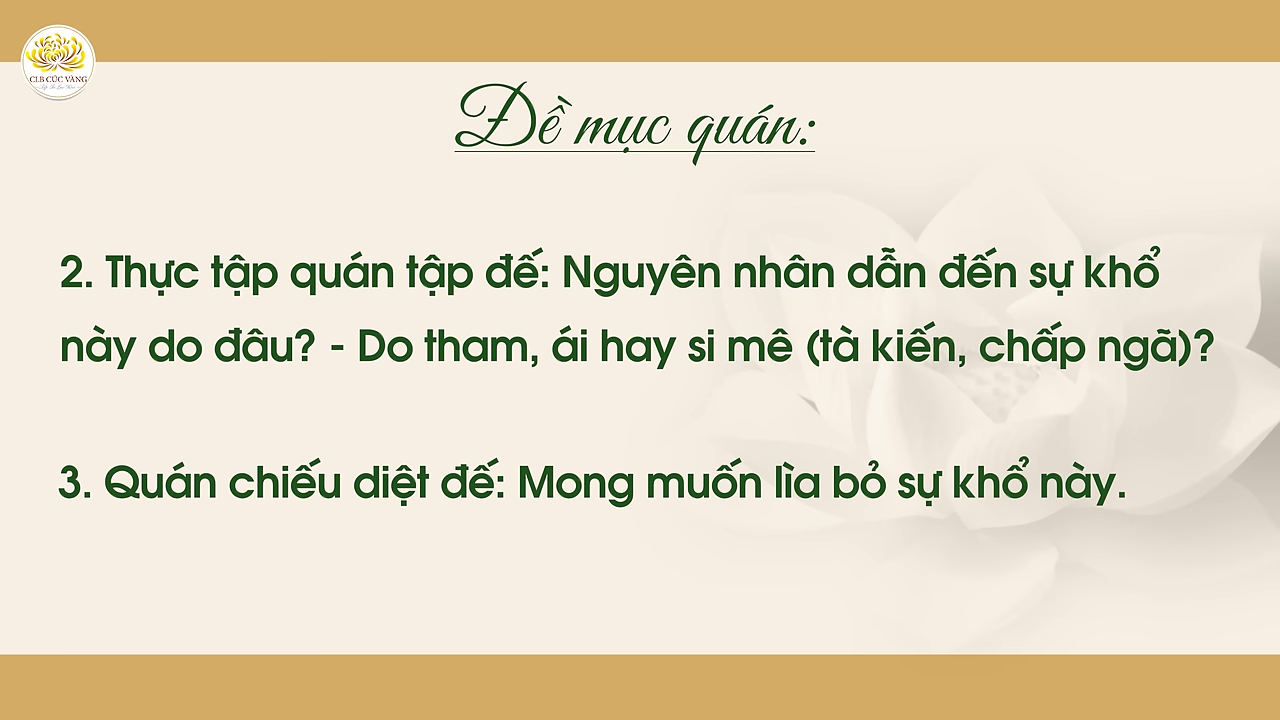 CLB CÚC VÀNG
Đề mục quán:
2. Thực tập quán tập đế: Nguyên nhân dẫn đến sự khổ
này do đâu? - Do tham, ái hay si mê (tà kiến, chấp ngã)?
3. Quán chiếu diệt đế: Mong muốn lìa bỏ sự khổ này.